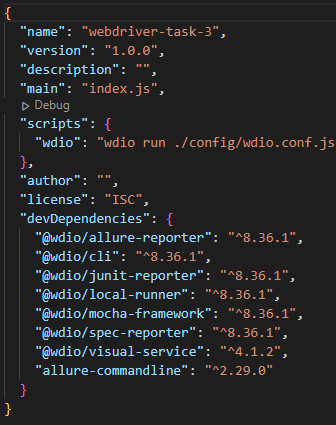 {
"name": "webdriver-task-3",
"version": "1.0.0",
"description": "",
"main": "index.js",
Debug
"scripts": {
"wdio": "wdio run ./config/wdio.conf.js
},
"author": "",
"license": "ISC",
"devDependencies": {
"@wdio/allure-reporter": "^8.36.1",
"@wdio/cli": "^8.36.1",
"@wdio/junit-reporter": "^8.36.1",
"@wdio/local-runner": "^8.36.1",
"@wdio/mocha-framework": "^8.36.1",
"@wdio/spec-reporter": "^8.36.1",
"@wdio/visual-service": "^4.1.2",
"allure-commandline": "^2.29.0"
}
}